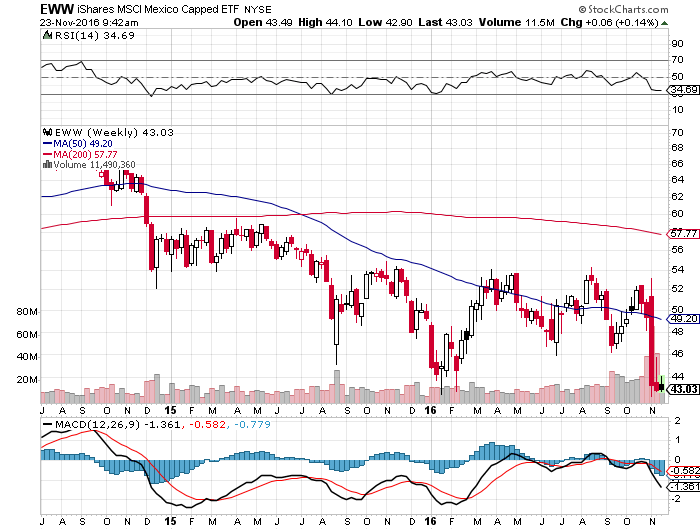 EWW iShares MSCI Mexico Capped ETF NYSE © StockCharts.com
23-Nov-2016 9:42am Open 43.49 High 44.10 Low 42.90 Last 43.03 Volume 11.5M Chg +0.06 (+0.14%)
RSI(14) 34.69
90
70
50
34.69
30
10
EWW (Weekly) 43.03
MA(50) 49.20
MA(200) 57.77
Volume 11,490,360
70
68
66
64
62
60
57.77
56
54
52
50
49.20
48
46
44
43.03
80M
60M
40M
20M
J A S O N D 15 F M A M J J A S O N D 16 F M A M J J A S O N
MACD(12,26,9) -1.361, -0.582, -0.779
2
1
0
-0.582
-1.361
-2